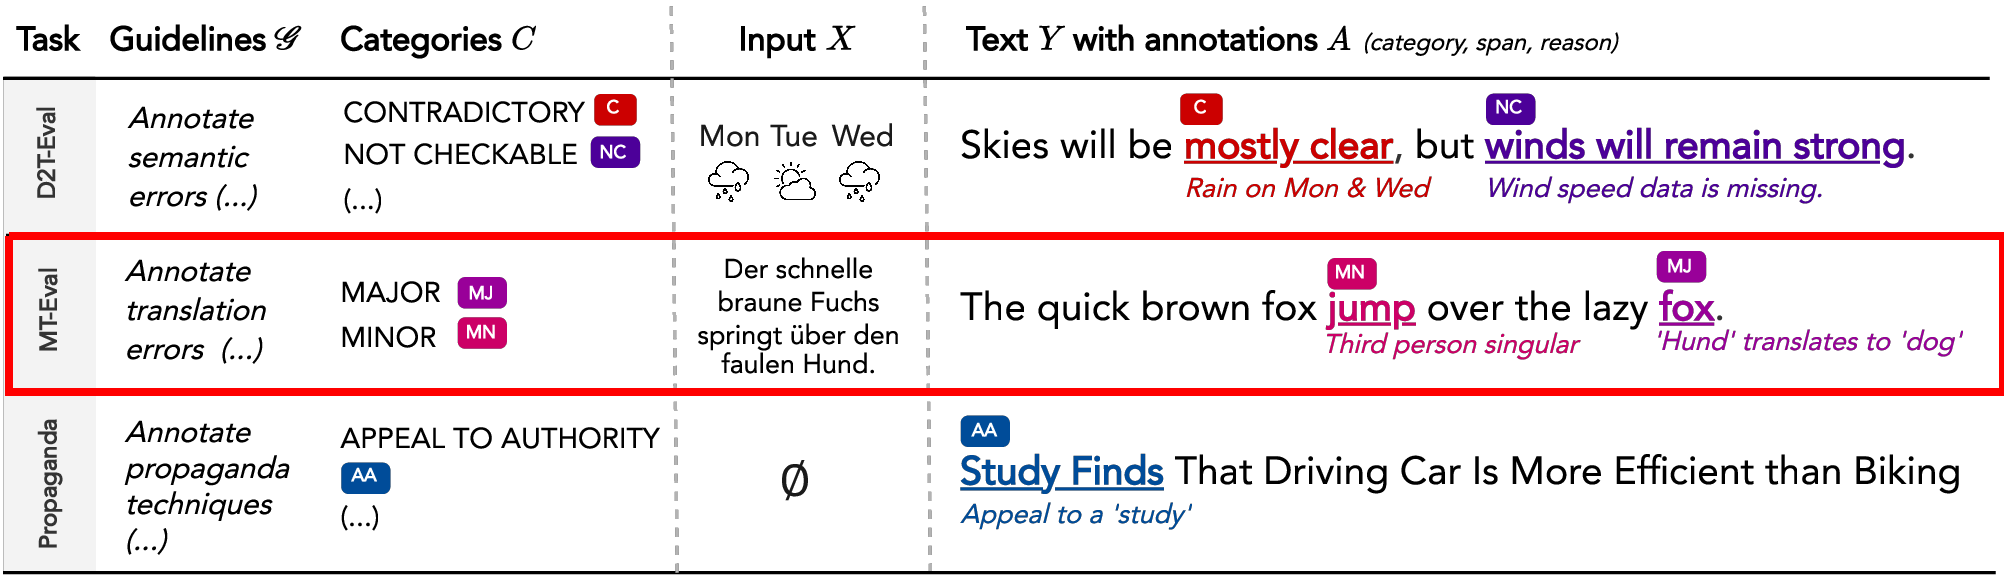 Task Guidelines 𝒢 Categories C Input X Text Y with annotations A (category, span, reason)
D2T-Eval
Annotate
semantic
errors (...)
CONTRADICTORY C
NOT CHECKABLE NC
(...)
Mon Tue Wed
C NC
Skies will be mostly clear, but winds will remain strong.
Rain on Mon & Wed Wind speed data is missing.
MT-Eval
Annotate
translation
errors (...)
MAJOR MJ
MINOR MN
Der schnelle
braune Fuchs
springt über den
faulen Hund.
MN MJ
The quick brown fox jump over the lazy fox.
Third person singular 'Hund' translates to 'dog'
Propaganda
Annotate
propaganda
techniques
(...)
APPEAL TO AUTHORITY
AA
(...)
Ø
AA
Study Finds That Driving Car Is More Efficient than Biking
Appeal to a 'study'